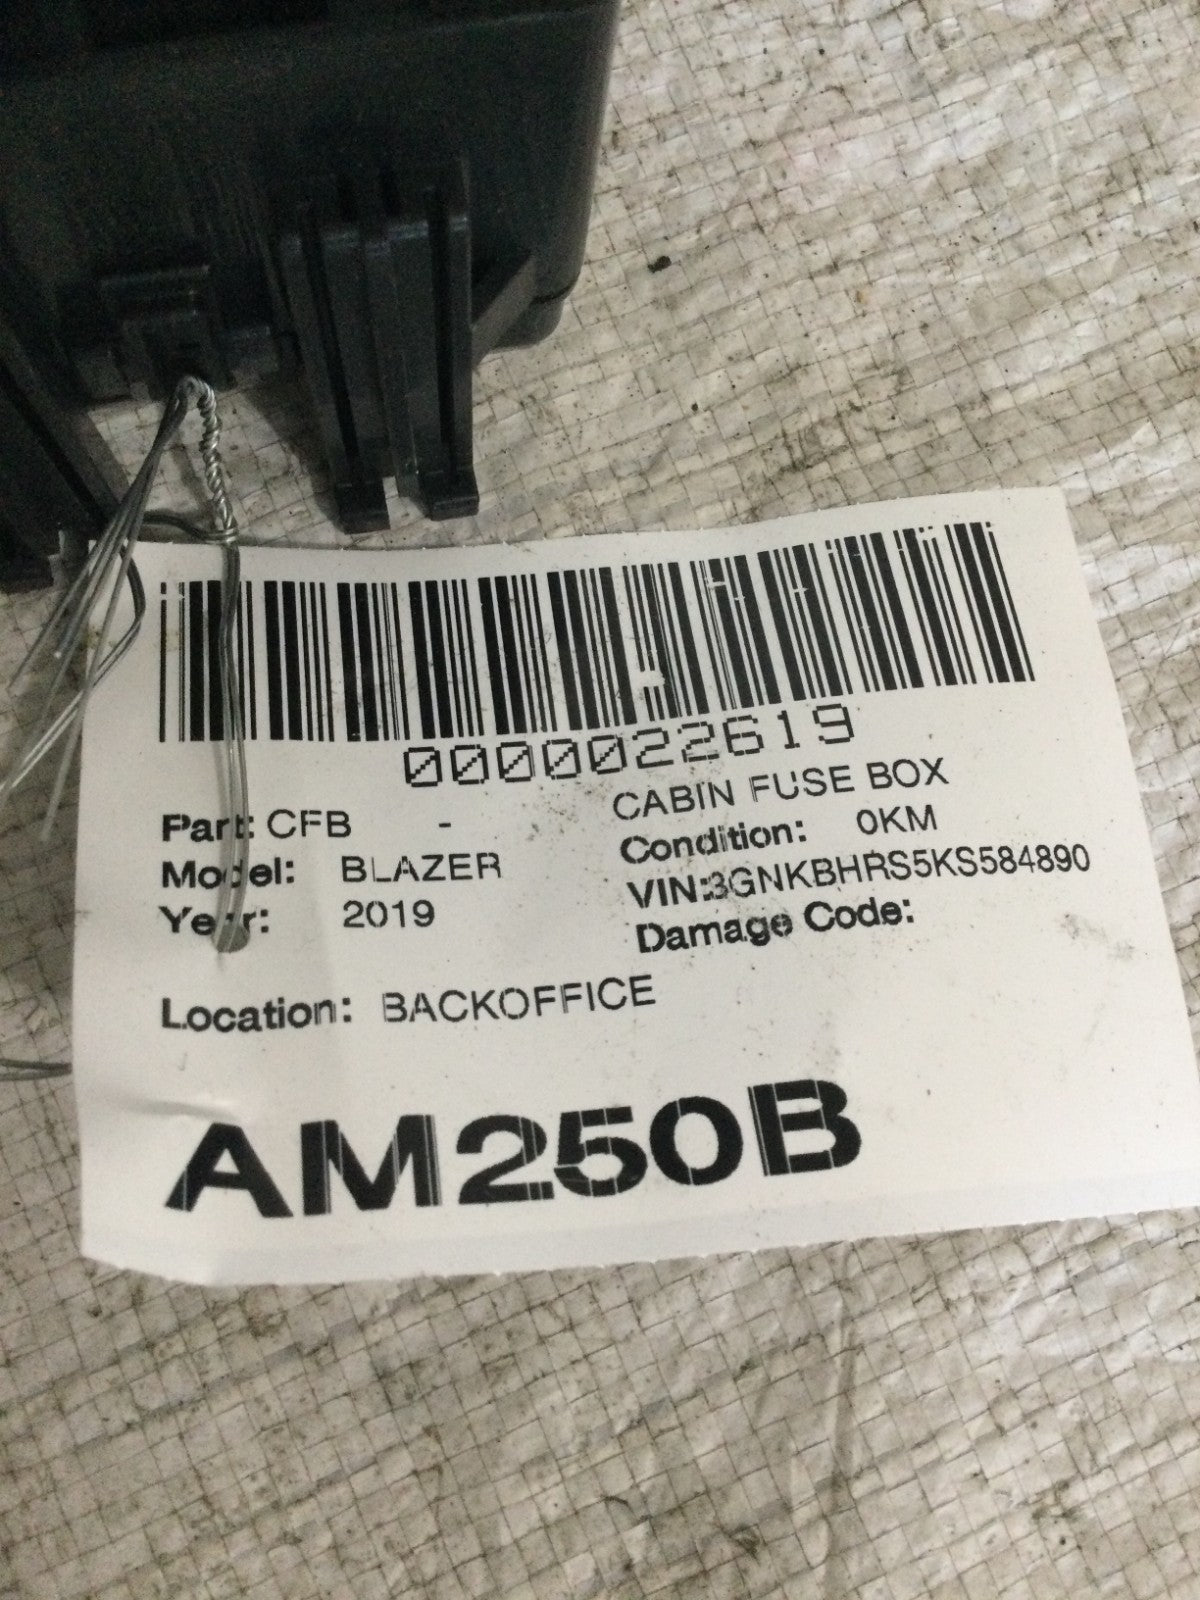 0000022619
Part: CFB - CABIN FUSE BOX
Model: BLAZER Condition: 0KM
Year: 2019 VIN:3GNKBHRS5KS584890
Damage Code:
Location: BACKOFFICE
AM250B